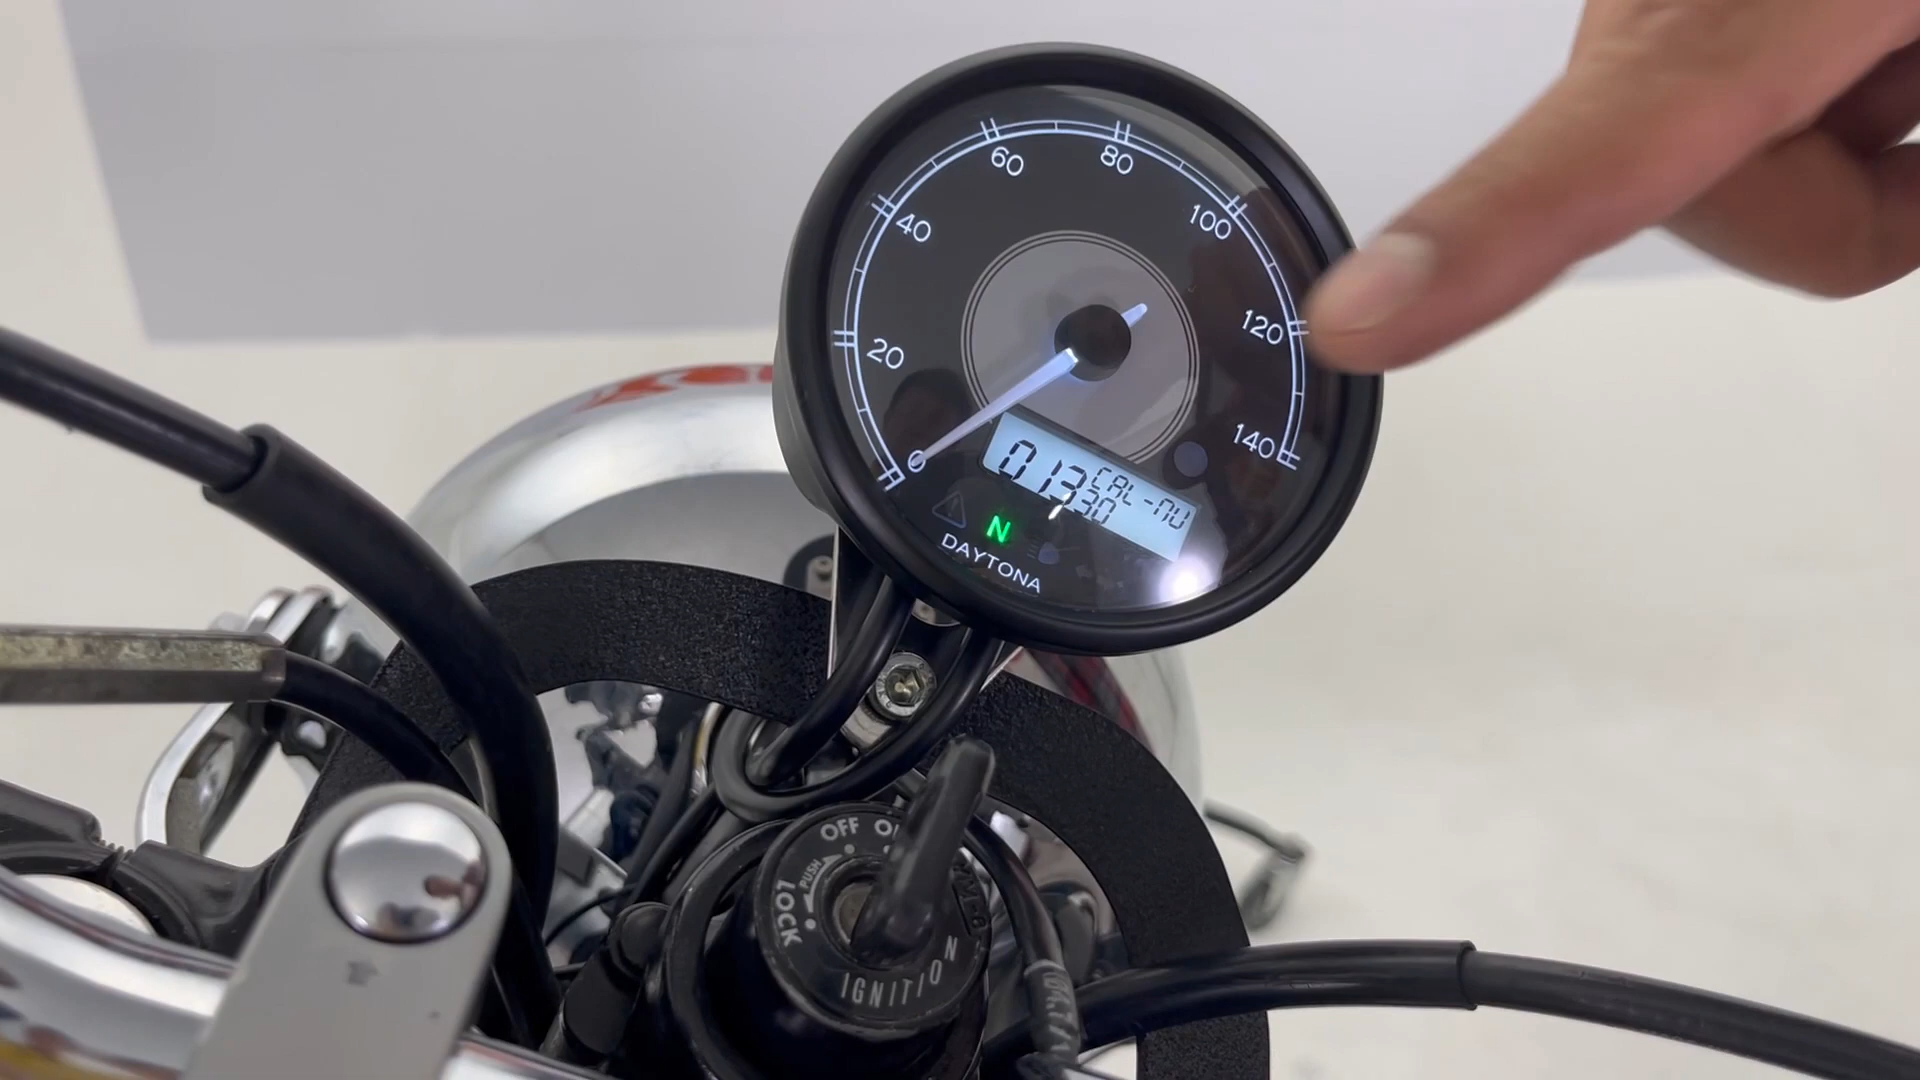 60
80
40
100
20
120
0
140
CAL-NU
013
30
N
DAYTONA
OFF
PUSH
LOCK
IGNITION